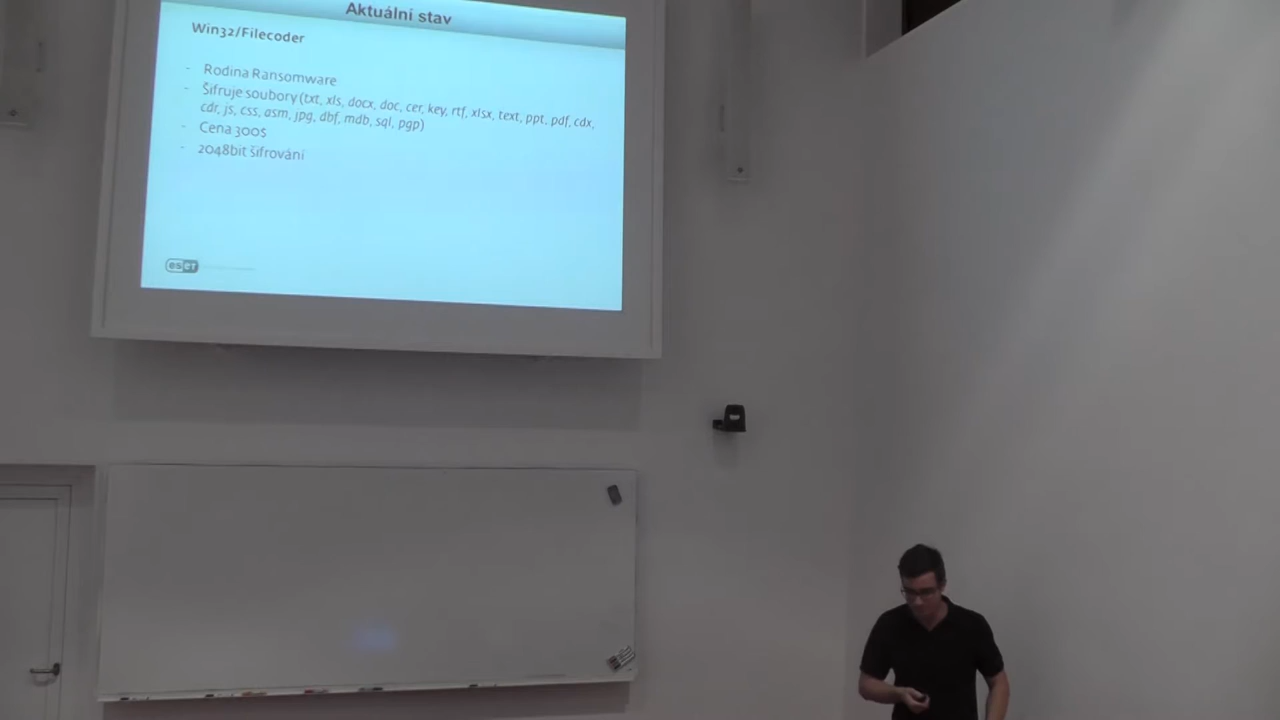 Aktuální stav
Win32/Filecoder
- Rodina Ransomware
- Šifruje soubory (txt, xls, docx, doc, cer, key, rtf, xlsx, text, ppt, pdf, cdx,
cdr, js, css, asm, jpg, dbf, mdb, sql, pgp)
- Cena 300$
- 2048bit šifrování
eset